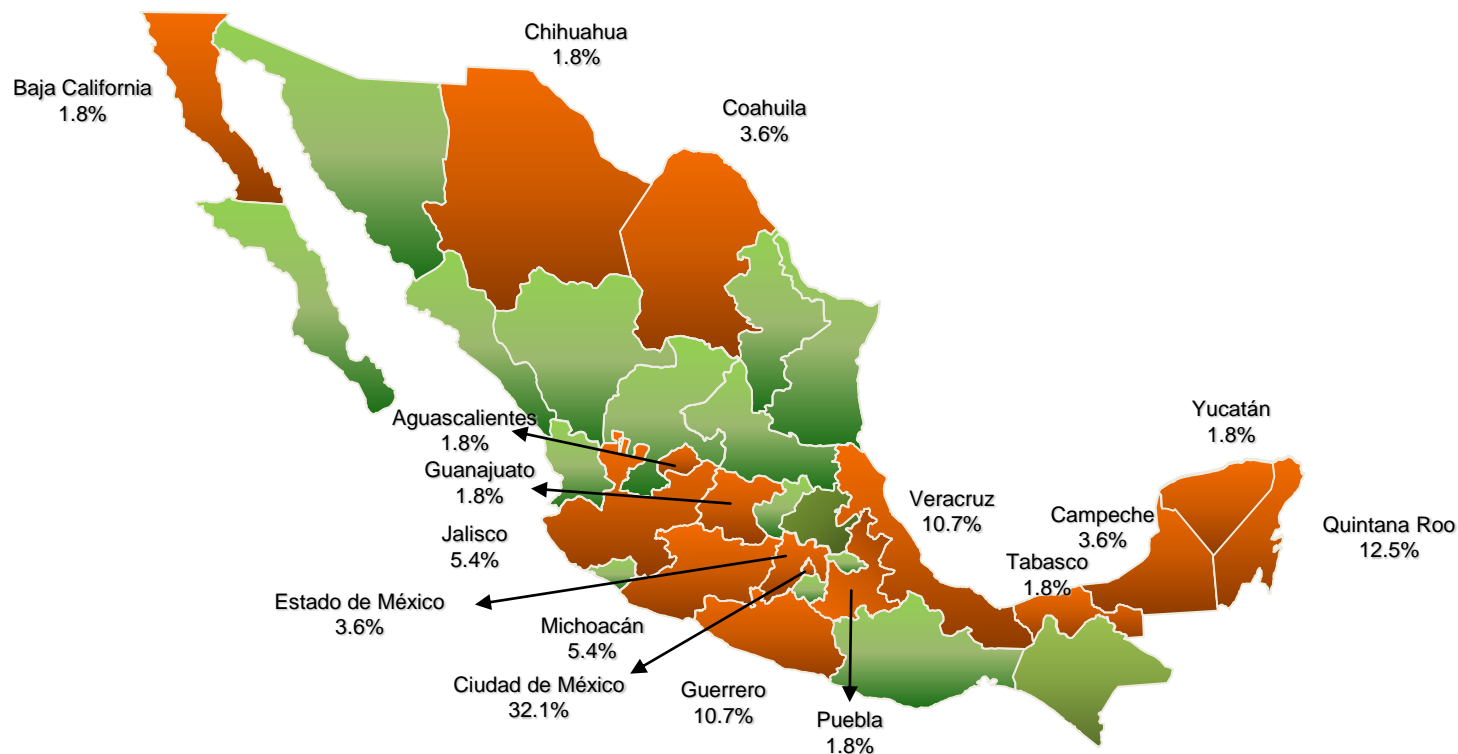 Chihuahua
1.8%
Baja California
1.8%
Coahuila
3.6%
Aguascalientes
1.8%
Guanajuato
1.8%
Jalisco
5.4%
Estado de México
3.6%
Michoacán
5.4%
Ciudad de México
32.1%
Guerrero
10.7%
Puebla
1.8%
Veracruz
10.7%
Yucatán
1.8%
Campeche
3.6%
Tabasco
1.8%
Quintana Roo
12.5%